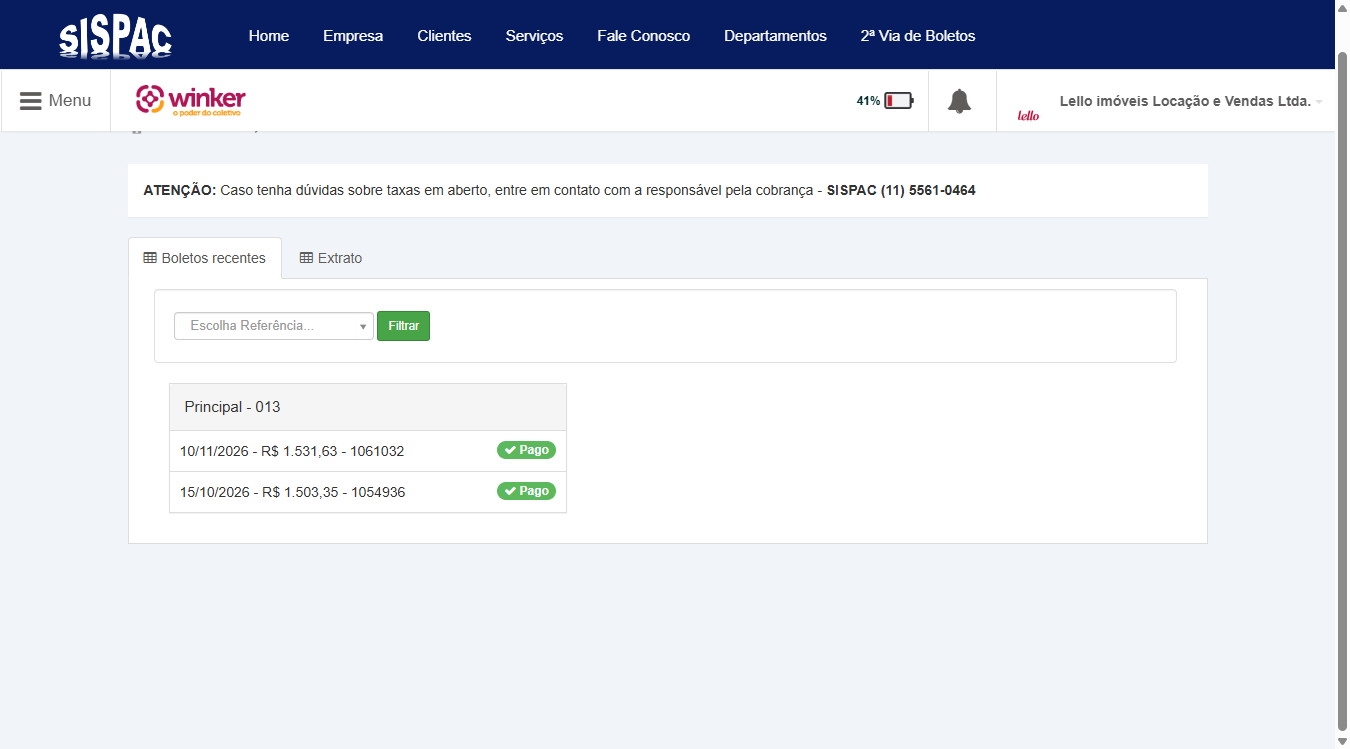 SISPAC
Home Empresa Clientes Serviços Fale Conosco Departamentos 2ª Via de Boletos
Menu
winker
o poder do coletivo
41%
lello
Lello imóveis Locação e Vendas Ltda.
ATENÇÃO: Caso tenha dúvidas sobre taxas em aberto, entre em contato com a responsável pela cobrança - SISPAC (11) 5561-0464
Boletos recentes
Extrato
Escolha Referência...
Filtrar
Principal - 013
10/11/2026 - R$ 1.531,63 - 1061032 Pago
15/10/2026 - R$ 1.503,35 - 1054936 Pago